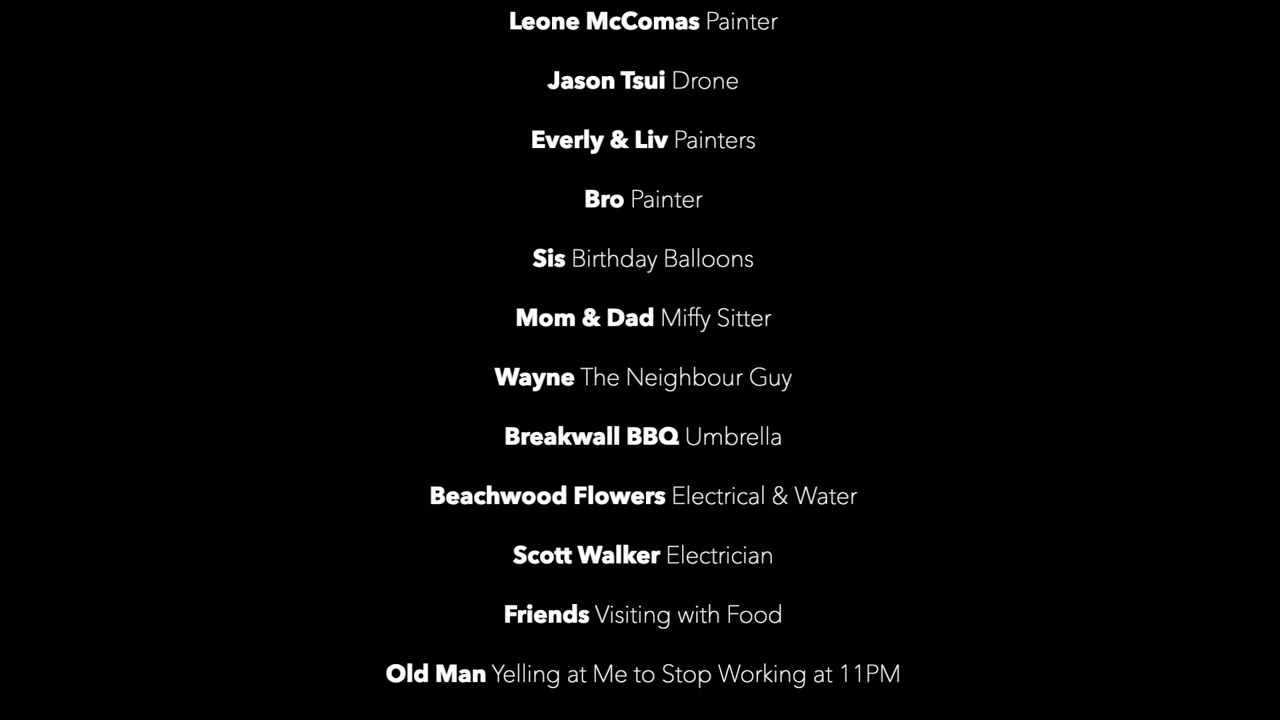 Leone McComas Painter
Jason Tsui Drone
Everly & Liv Painters
Bro Painter
Sis Birthday Balloons
Mom & Dad Miffy Sitter
Wayne The Neighbour Guy
Breakwall BBQ Umbrella
Beachwood Flowers Electrical & Water
Scott Walker Electrician
Friends Visiting with Food
Old Man Yelling at Me to Stop Working at 11PM